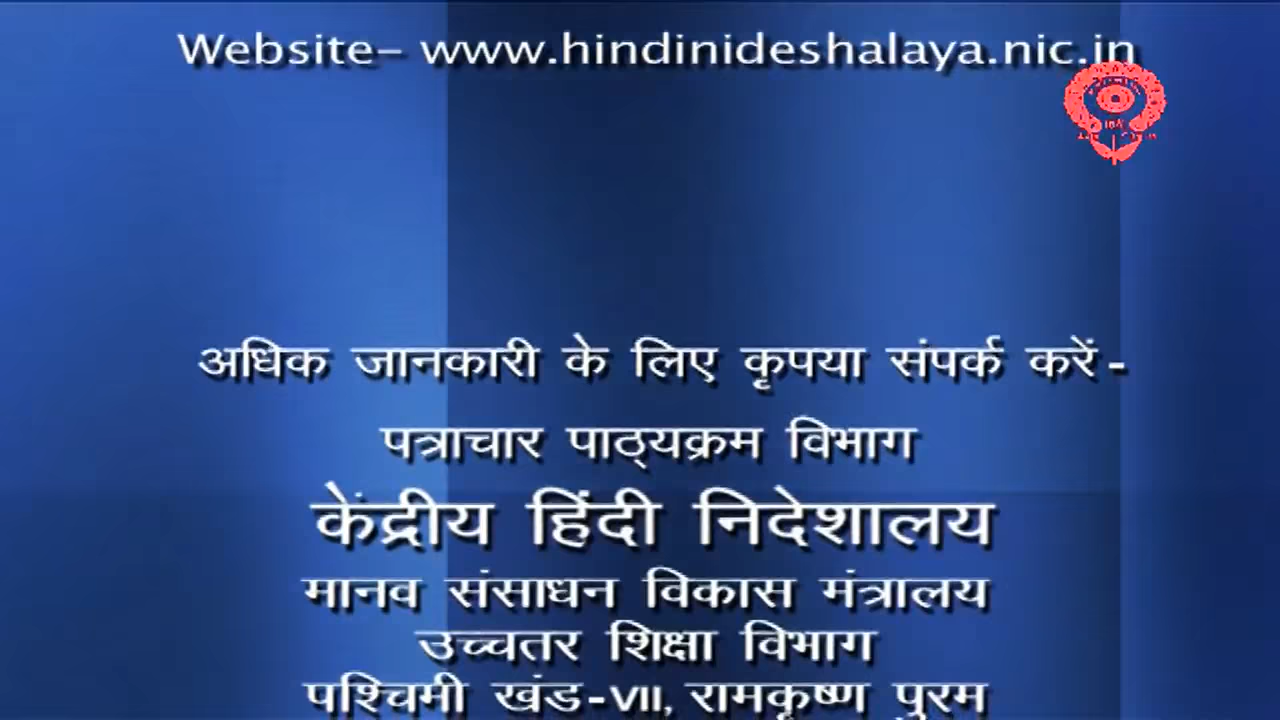 Website– www.hindinideshalaya.nic.in
अधिक जानकारी के लिए कृपया संपर्क करें-
पत्राचार पाठ्यक्रम विभाग
केंद्रीय हिंदी निदेशालय
मानव संसाधन विकास मंत्रालय
उच्चतर शिक्षा विभाग
पश्चिमी खंड-VII, रामकृष्ण पुरम